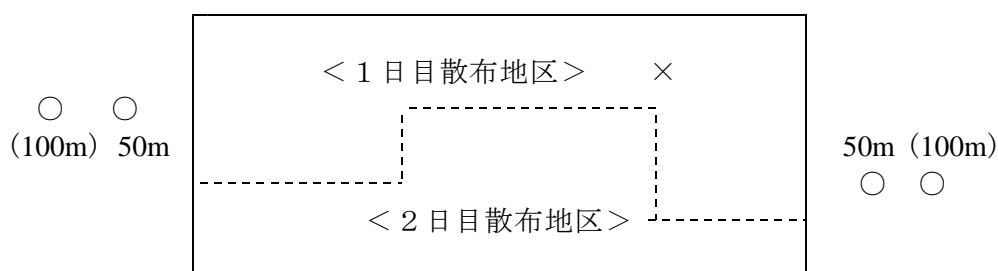 <1日目散布地区> ×
○ ○
(100m) 50m
50m (100m)
○ ○
<2日目散布地区>